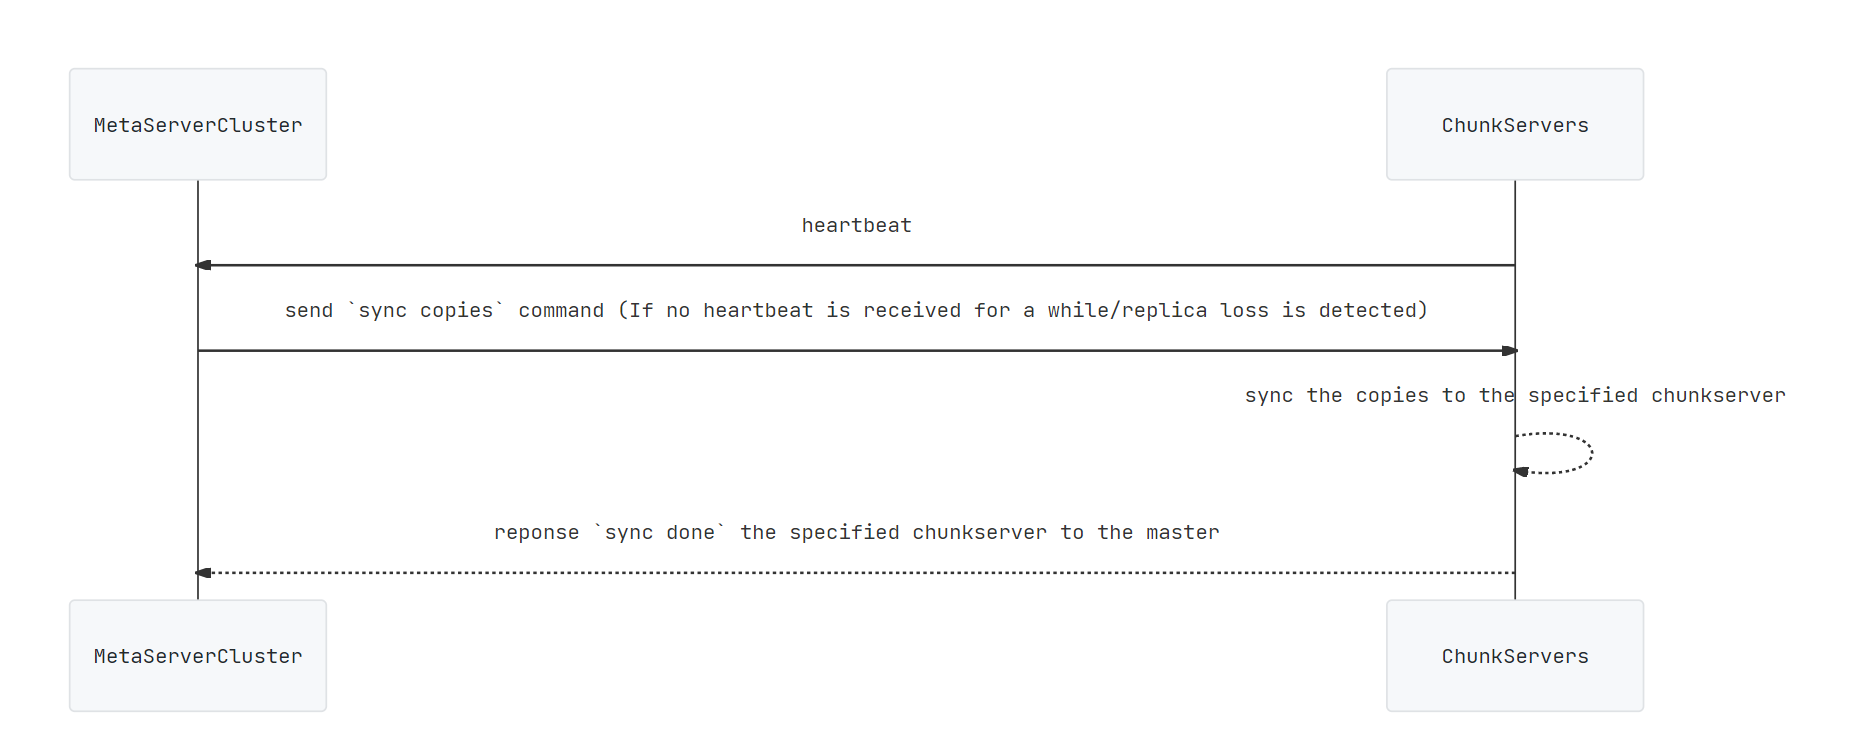 MetaServerCluster
ChunkServers
heartbeat
send `sync copies` command (If no heartbeat is received for a while/replica loss is detected)
sync the copies to the specified chunkserver
reponse `sync done` the specified chunkserver to the master
MetaServerCluster
ChunkServers